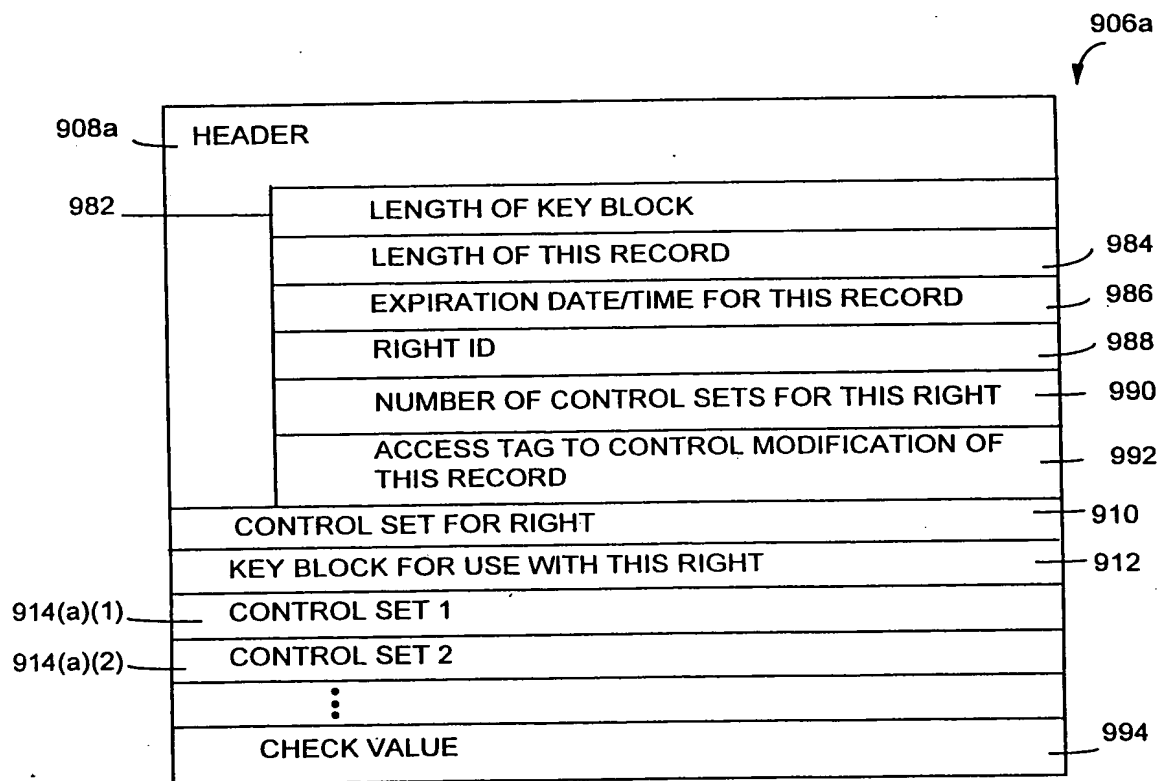 906a
908a
HEADER
982
LENGTH OF KEY BLOCK
LENGTH OF THIS RECORD
984
EXPIRATION DATE/TIME FOR THIS RECORD
986
RIGHT ID
988
NUMBER OF CONTROL SETS FOR THIS RIGHT
990
ACCESS TAG TO CONTROL MODIFICATION OF
THIS RECORD
992
CONTROL SET FOR RIGHT
910
KEY BLOCK FOR USE WITH THIS RIGHT
912
914(a)(1)
CONTROL SET 1
914(a)(2)
CONTROL SET 2
CHECK VALUE
994